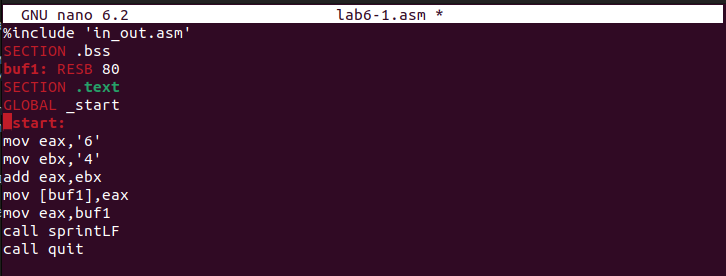 GNU nano 6.2 lab6-1.asm *
%include 'in_out.asm'
SECTION .bss
buf1: RESB 80
SECTION .text
GLOBAL _start
start:
mov eax,'6'
mov ebx,'4'
add eax,ebx
mov [buf1],eax
mov eax,buf1
call sprintLF
call quit